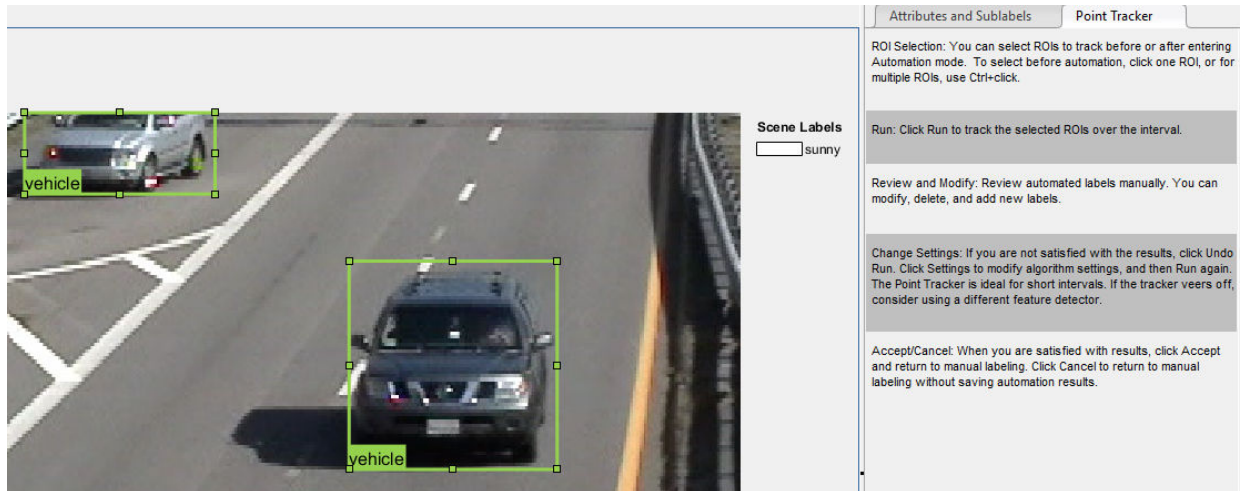 Attributes and Sublabels
Point Tracker
ROI Selection: You can select ROIs to track before or after entering
Automation mode. To select before automation, click one ROI, or for
multiple ROIs, use Ctrl+click.
Run: Click Run to track the selected ROIs over the interval.
Review and Modify: Review automated labels manually. You can
modify, delete, and add new labels.
Change Settings: If you are not satisfied with the results, click Undo
Run. Click Settings to modify algorithm settings, and then Run again.
The Point Tracker is ideal for short intervals. If the tracker veers off,
consider using a different feature detector.
Accept/Cancel: When you are satisfied with results, click Accept
and return to manual labeling. Click Cancel to return to manual
labeling without saving automation results.
Scene Labels
sunny
vehicle
vehicle